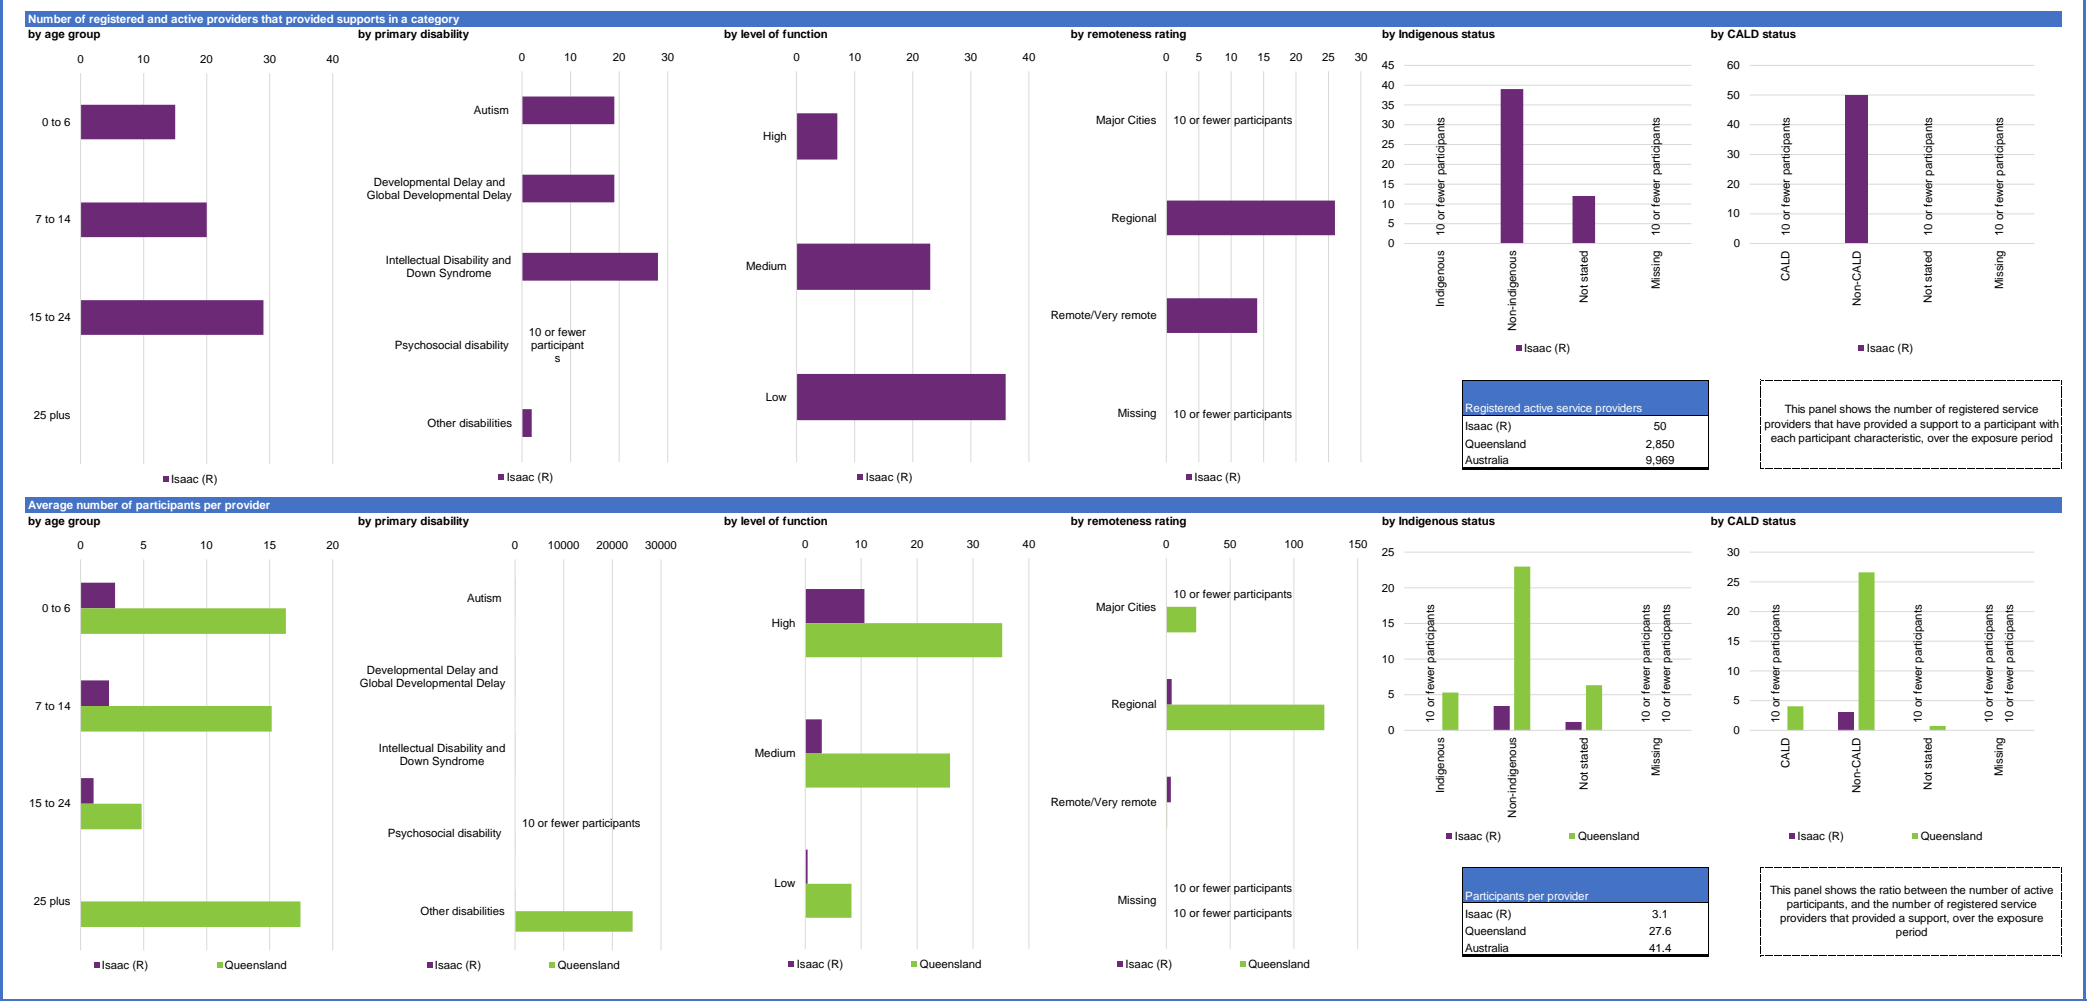 Number of registered and active providers that provided supports in a category
by age group
0 10 20 30 40
0 to 6
7 to 14
15 to 24
25 plus
Isaac (R)
by primary disability
0 10 20 30
Autism
Developmental Delay and
Global Developmental Delay
Intellectual Disability and
Down Syndrome
Psychosocial disability
10 or fewer
participant
s
Other disabilities
Isaac (R)
by level of function
0 10 20 30 40
High
Medium
Low
Isaac (R)
by remoteness rating
0 5 10 15 20 25 30
Major Cities
10 or fewer participants
Regional
Remote/Very remote
Missing
10 or fewer participants
Isaac (R)
by Indigenous status
45
40
35
30
25
20
15
10
5
0
10 or fewer participants
10 or fewer participants
Indigenous
Non-indigenous
Not stated
Missing
Isaac (R)
by CALD status
60
50
40
30
20
10
0
10 or fewer participants
10 or fewer participants
10 or fewer participants
CALD
Non-CALD
Not stated
Missing
Isaac (R)
Registered active service providers
Isaac (R) 50
Queensland 2,850
Australia 9,969
This panel shows the number of registered service
providers that have provided a support to a participant with
each participant characteristic, over the exposure period
Average number of participants per provider
by age group
0 5 10 15 20
0 to 6
7 to 14
15 to 24
25 plus
Isaac (R) Queensland
by primary disability
0 10000 20000 30000
Autism
Developmental Delay and
Global Developmental Delay
Intellectual Disability and
Down Syndrome
Psychosocial disability
10 or fewer participants
Other disabilities
Isaac (R) Queensland
by level of function
0 10 20 30 40
High
Medium
Low
Isaac (R) Queensland
by remoteness rating
0 50 100 150
Major Cities
10 or fewer participants
Regional
Remote/Very remote
Missing
10 or fewer participants
10 or fewer participants
Isaac (R) Queensland
by Indigenous status
25
20
15
10
5
0
10 or fewer participants
10 or fewer participants
10 or fewer participants
Indigenous
Non-indigenous
Not stated
Missing
Isaac (R) Queensland
by CALD status
30
25
20
15
10
5
0
10 or fewer participants
10 or fewer participants
10 or fewer participants
10 or fewer participants
CALD
Non-CALD
Not stated
Missing
Isaac (R) Queensland
Participants per provider
Isaac (R) 3.1
Queensland 27.6
Australia 41.4
This panel shows the ratio between the number of active
participants, and the number of registered service
providers that provided a support, over the exposure
period